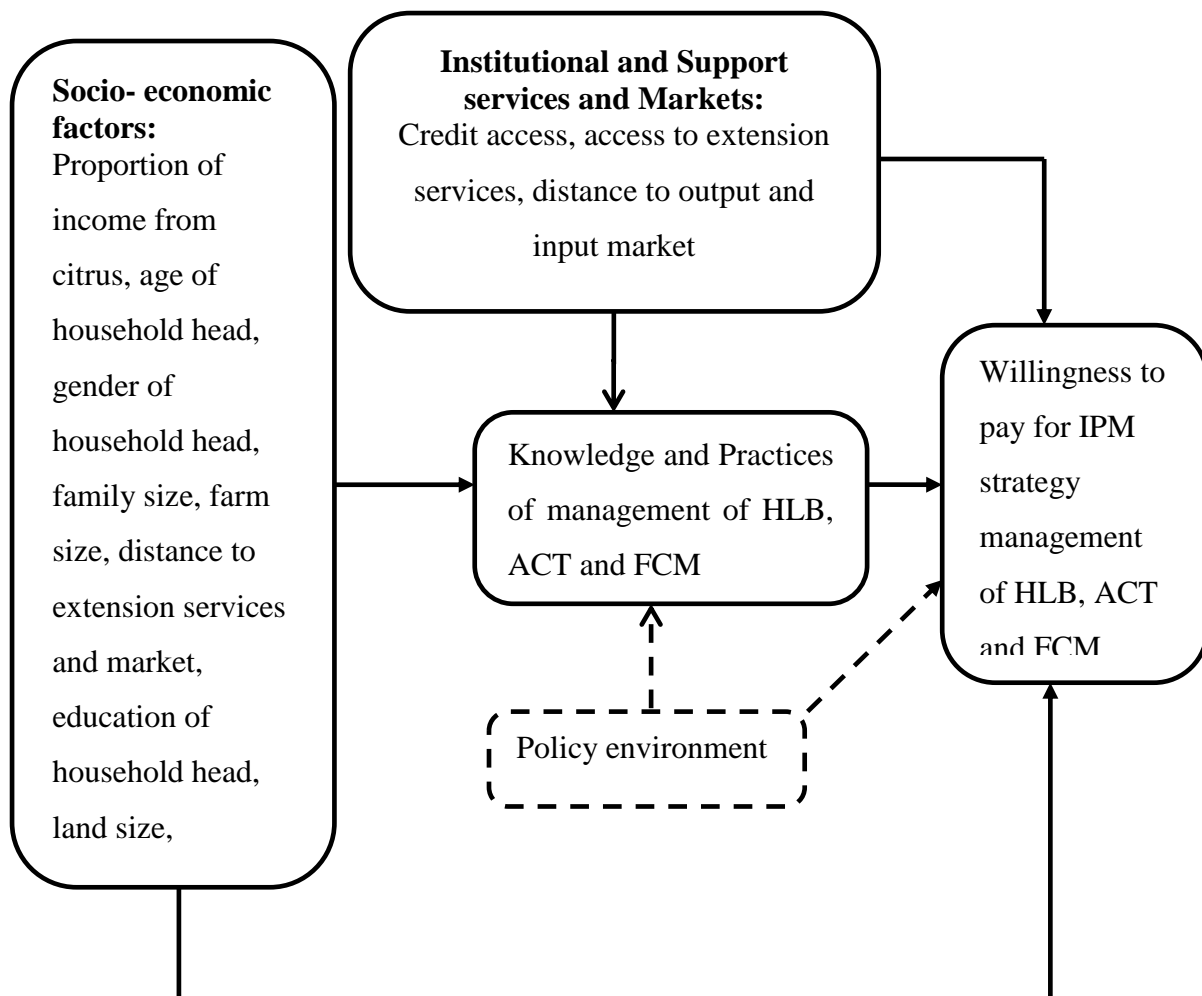 Socio- economic
factors:
Proportion of
income from
citrus, age of
household head,
gender of
household head,
family size, farm
size, distance to
extension services
and market,
education of
household head,
land size,
Institutional and Support
services and Markets:
Credit access, access to extension
services, distance to output and
input market
Knowledge and Practices
of management of HLB,
ACT and FCM
Policy environment
Willingness to
pay for IPM
strategy
management
of HLB, ACT
and FCM